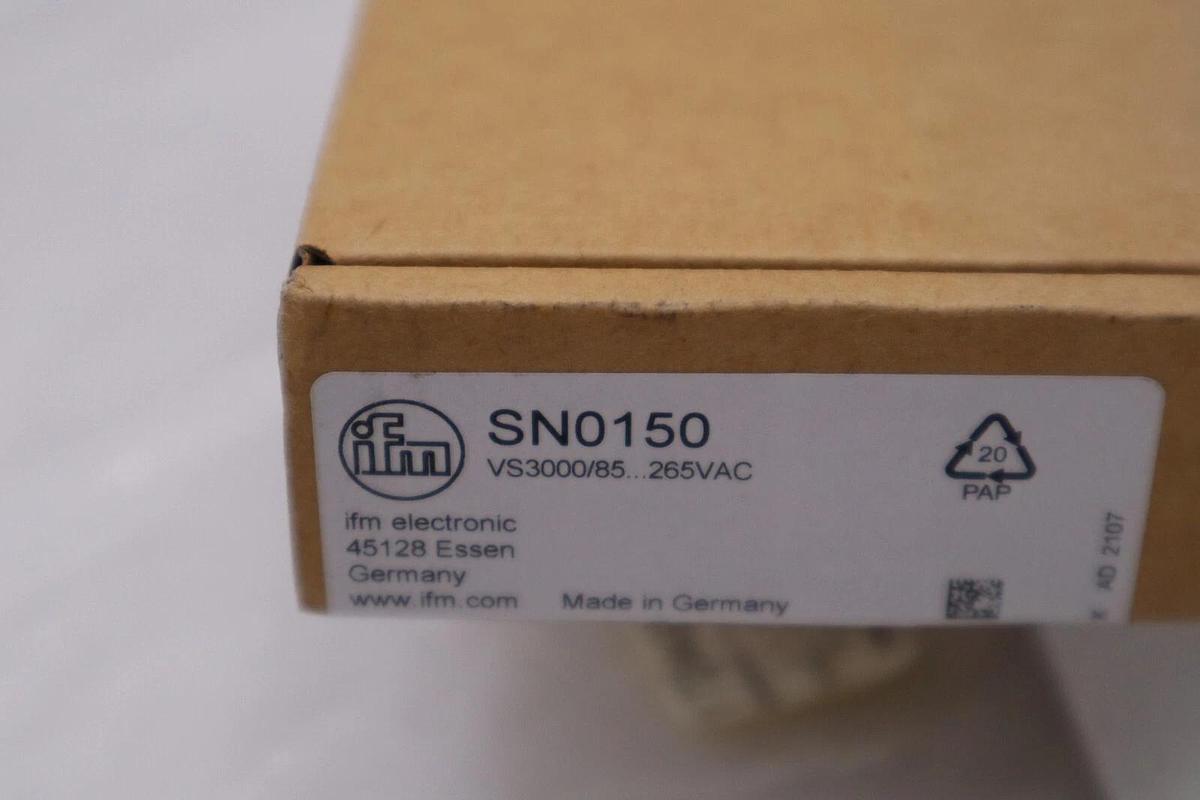 ifm
SN0150
VS3000/85...265VAC
20
PAP
ifm electronic
45128 Essen
Germany
www.ifm.com
Made in Germany
AD 2107